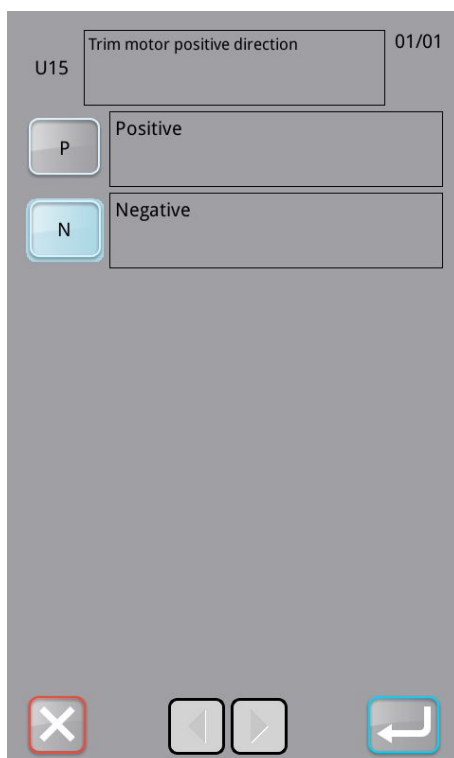 U15
Trim motor positive direction
01/01
P
Positive
N
Negative